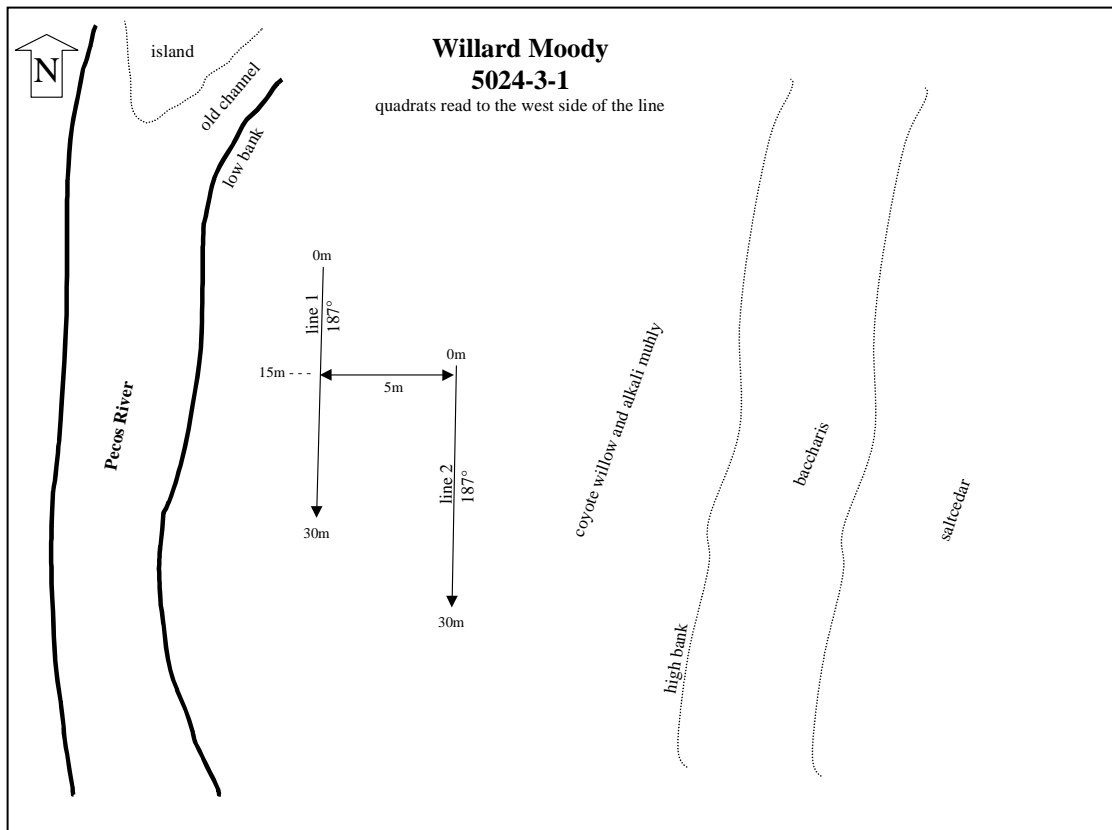 N
island
old channel
low bank
Willard Moody
5024-3-1
quadrats read to the west side of the line
0m
line 1
187°
15m
5m
30m
0m
line 2
187°
30m
Pecos River
coyote willow and alkali muhly
high bank
baccharis
saltcedar